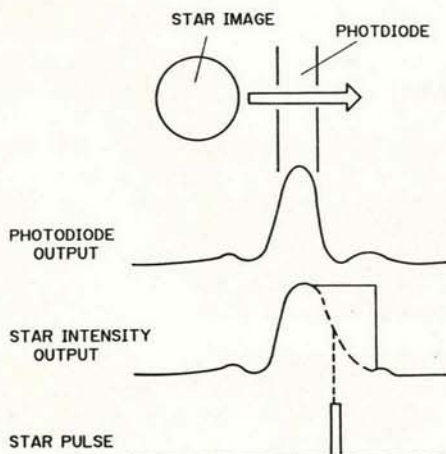 STAR IMAGE
PHOTDIODE
PHOTODIODE
OUTPUT
STAR INTENSITY
OUTPUT
STAR PULSE